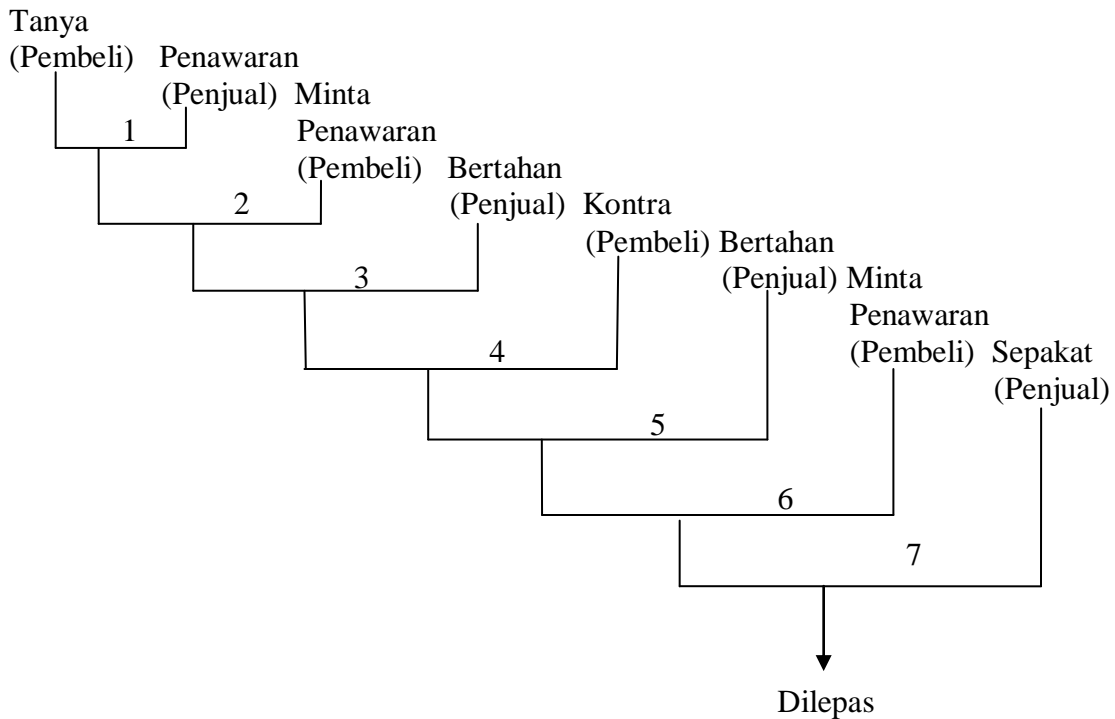 Tanya
(Pembeli)
Penawaran
(Penjual)
Minta
Penawaran
(Pembeli)
Bertahan
(Penjual)
Kontra
(Pembeli)
Bertahan
(Penjual)
Minta
Penawaran
(Pembeli)
Sepakat
(Penjual)
1
2
3
4
5
6
7
Dilepas